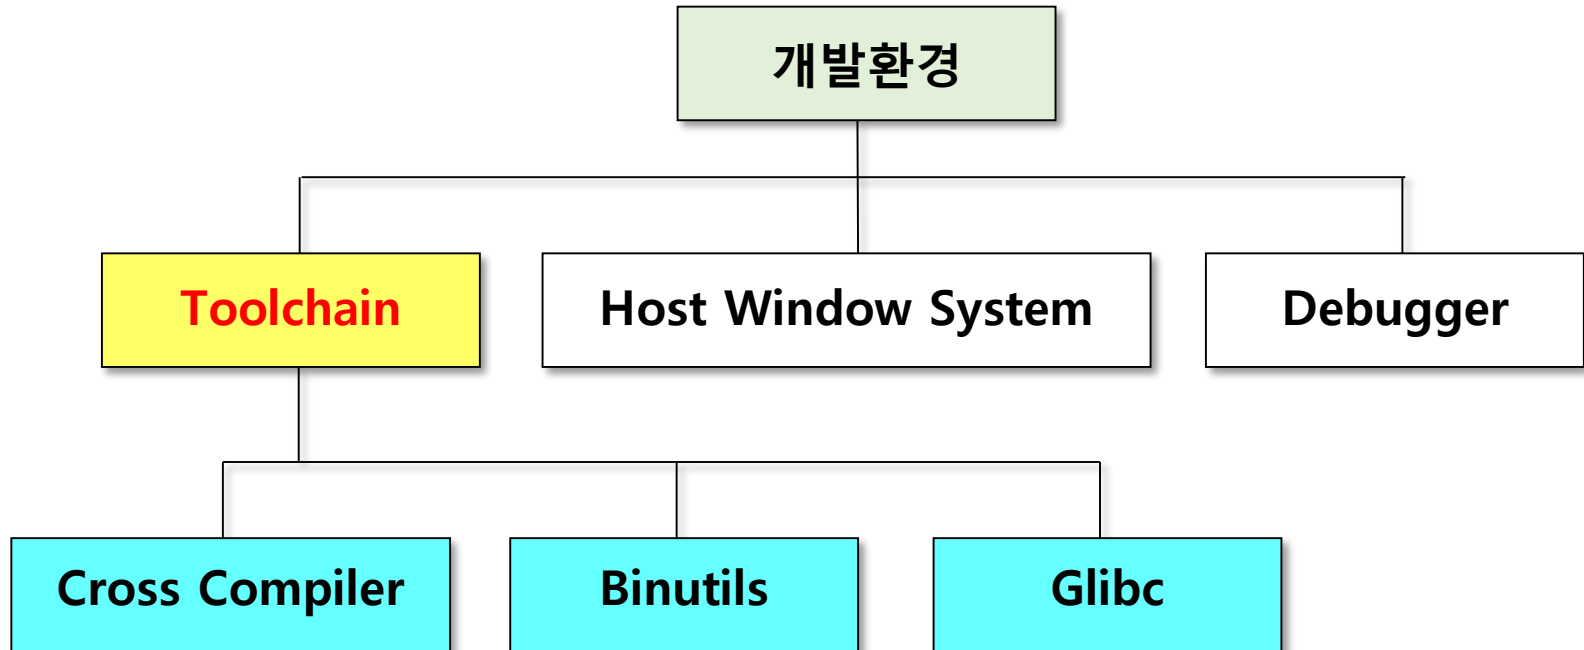 개발환경
Toolchain
Host Window System
Debugger
Cross Compiler
Binutils
Glibc